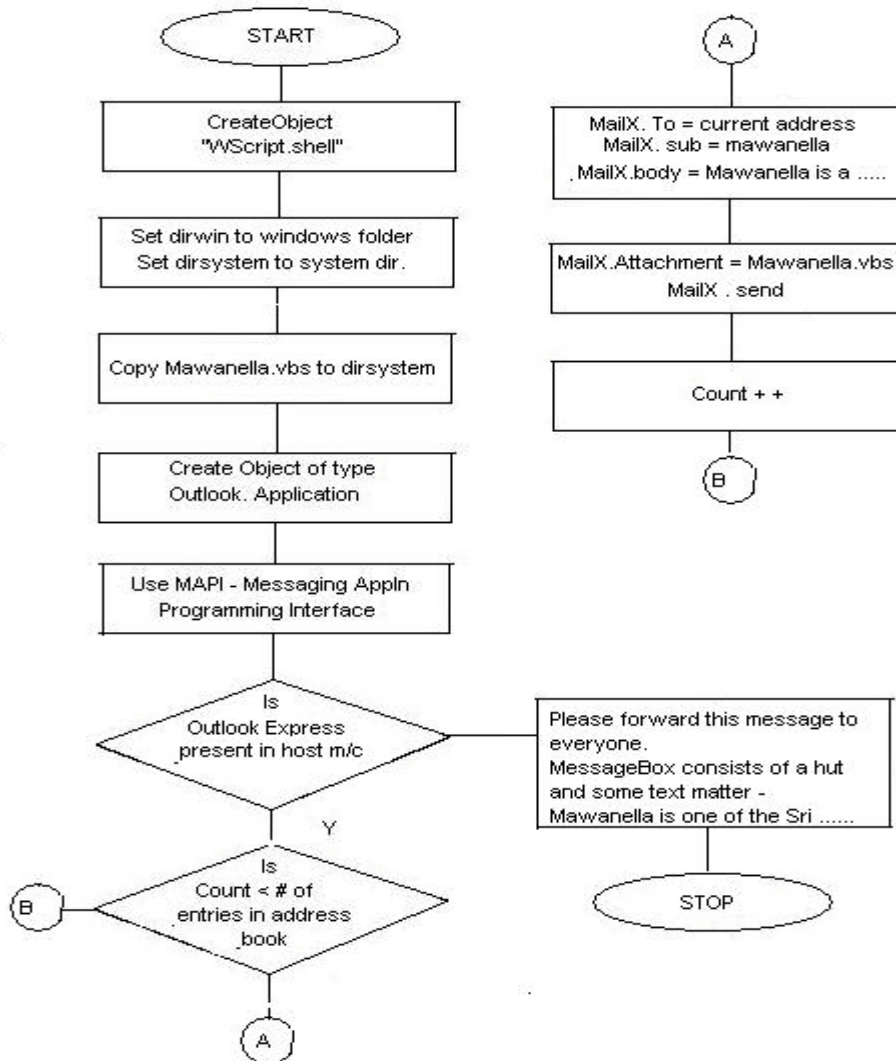 START
CreateObject
"WScript.shell"
Set dirwin to windows folder
Set dirsystem to system dir.
Copy Mawanella.vbs to dirsystem
Create Object of type
Outlook. Application
Use MAPI - Messaging Appln
Programming Interface
Is
Outlook Express
present in host m/c
Y
Is
Count < # of
entries in address
book
B
A
Please forward this message to
everyone.
MessageBox consists of a hut
and some text matter -
Mawanella is one of the Sri ......
STOP
A
MailX. To = current address
MailX. sub = mawanella
MailX.body = Mawanella is a .....
MailX.Attachment = Mawanella.vbs
MailX . send
Count + +
B